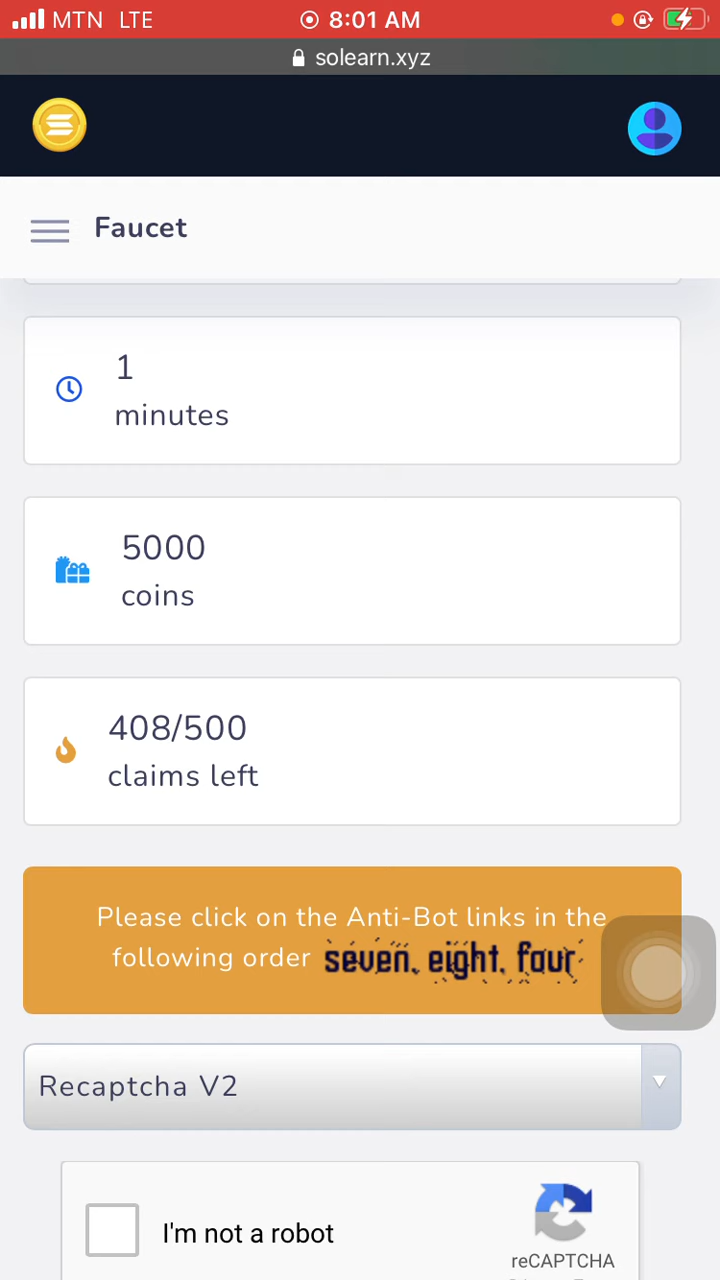 MTN LTE 8:01 AM
solearn.xyz
Faucet
1
minutes
5000
coins
408/500
claims left
Please click on the Anti-Bot links in the
following order seven, eight, four
Recaptcha V2
I'm not a robot
reCAPTCHA